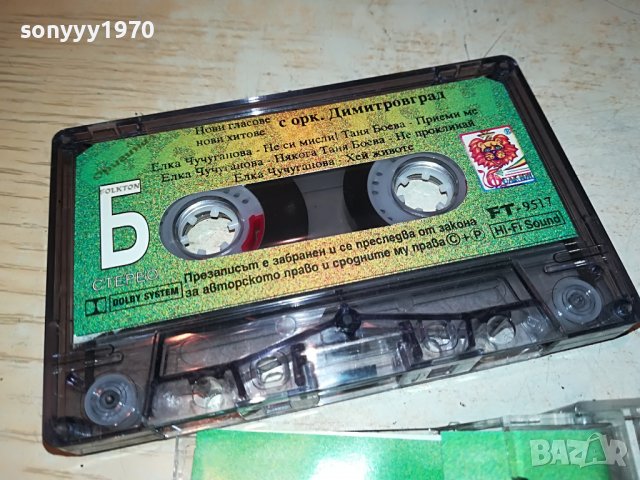 sonyyy1970
Нови гласове
нови хитове
с орк. Димитровград
Елка Чучуганова - Не си мисли! Таня Боева - Приеми ме
Елка Чучуганова - Някога Таня Боева - Не проклинай
Елка Чучуганова - Хей животе
FOLKTON
Б
СТЕРЕО
DOLBY SYSTEM
Презаписът е забранен и се преследва от закона
за авторското право и сродните му права © + P
FT - 9517
Hi-Fi Sound
BAZAR